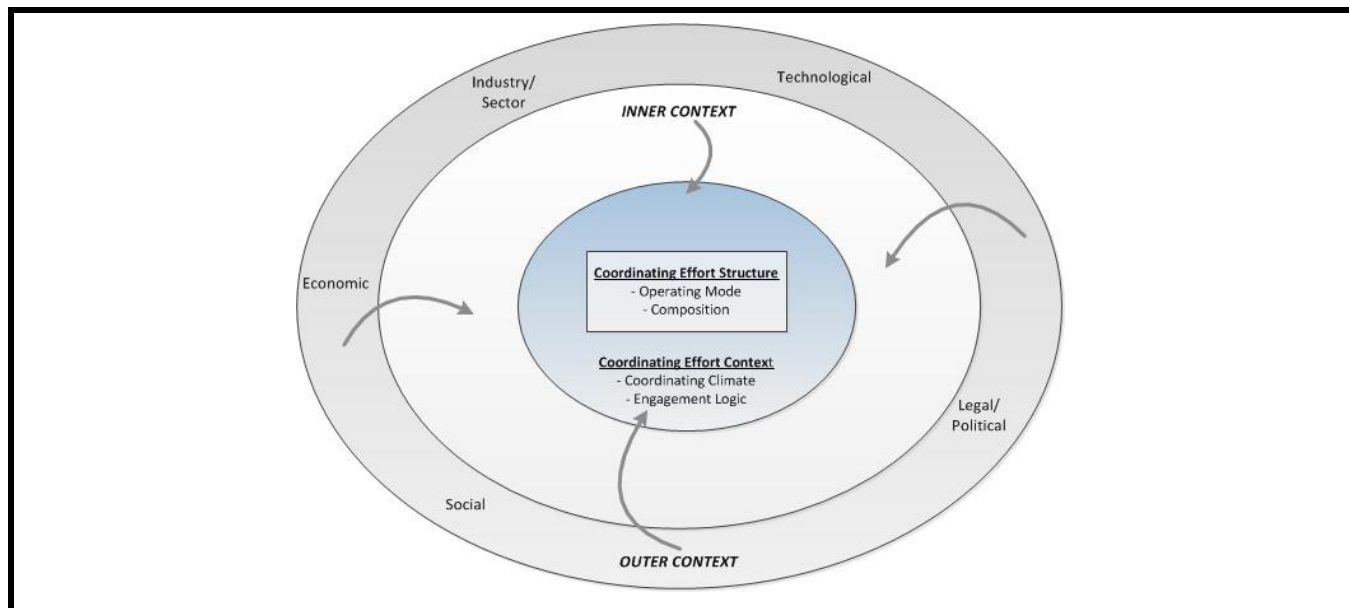 Industry/
Sector
Technological
INNER CONTEXT
Economic
Coordinating Effort Structure
- Operating Mode
- Composition
Coordinating Effort Context
- Coordinating Climate
- Engagement Logic
Legal/
Political
Social
OUTER CONTEXT